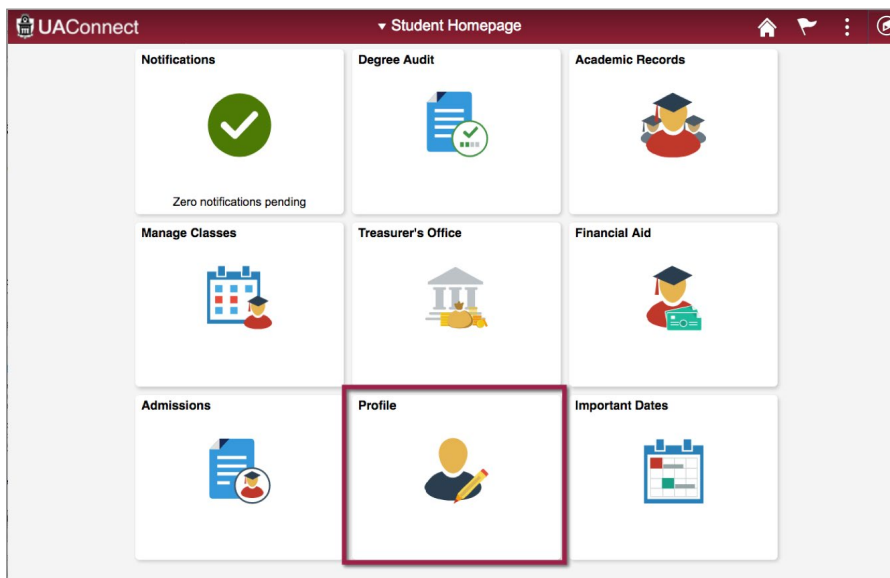 UAConnect
Student Homepage
Notifications
Degree Audit
Academic Records
Zero notifications pending
Manage Classes
Treasurer's Office
Financial Aid
Admissions
Profile
Important Dates